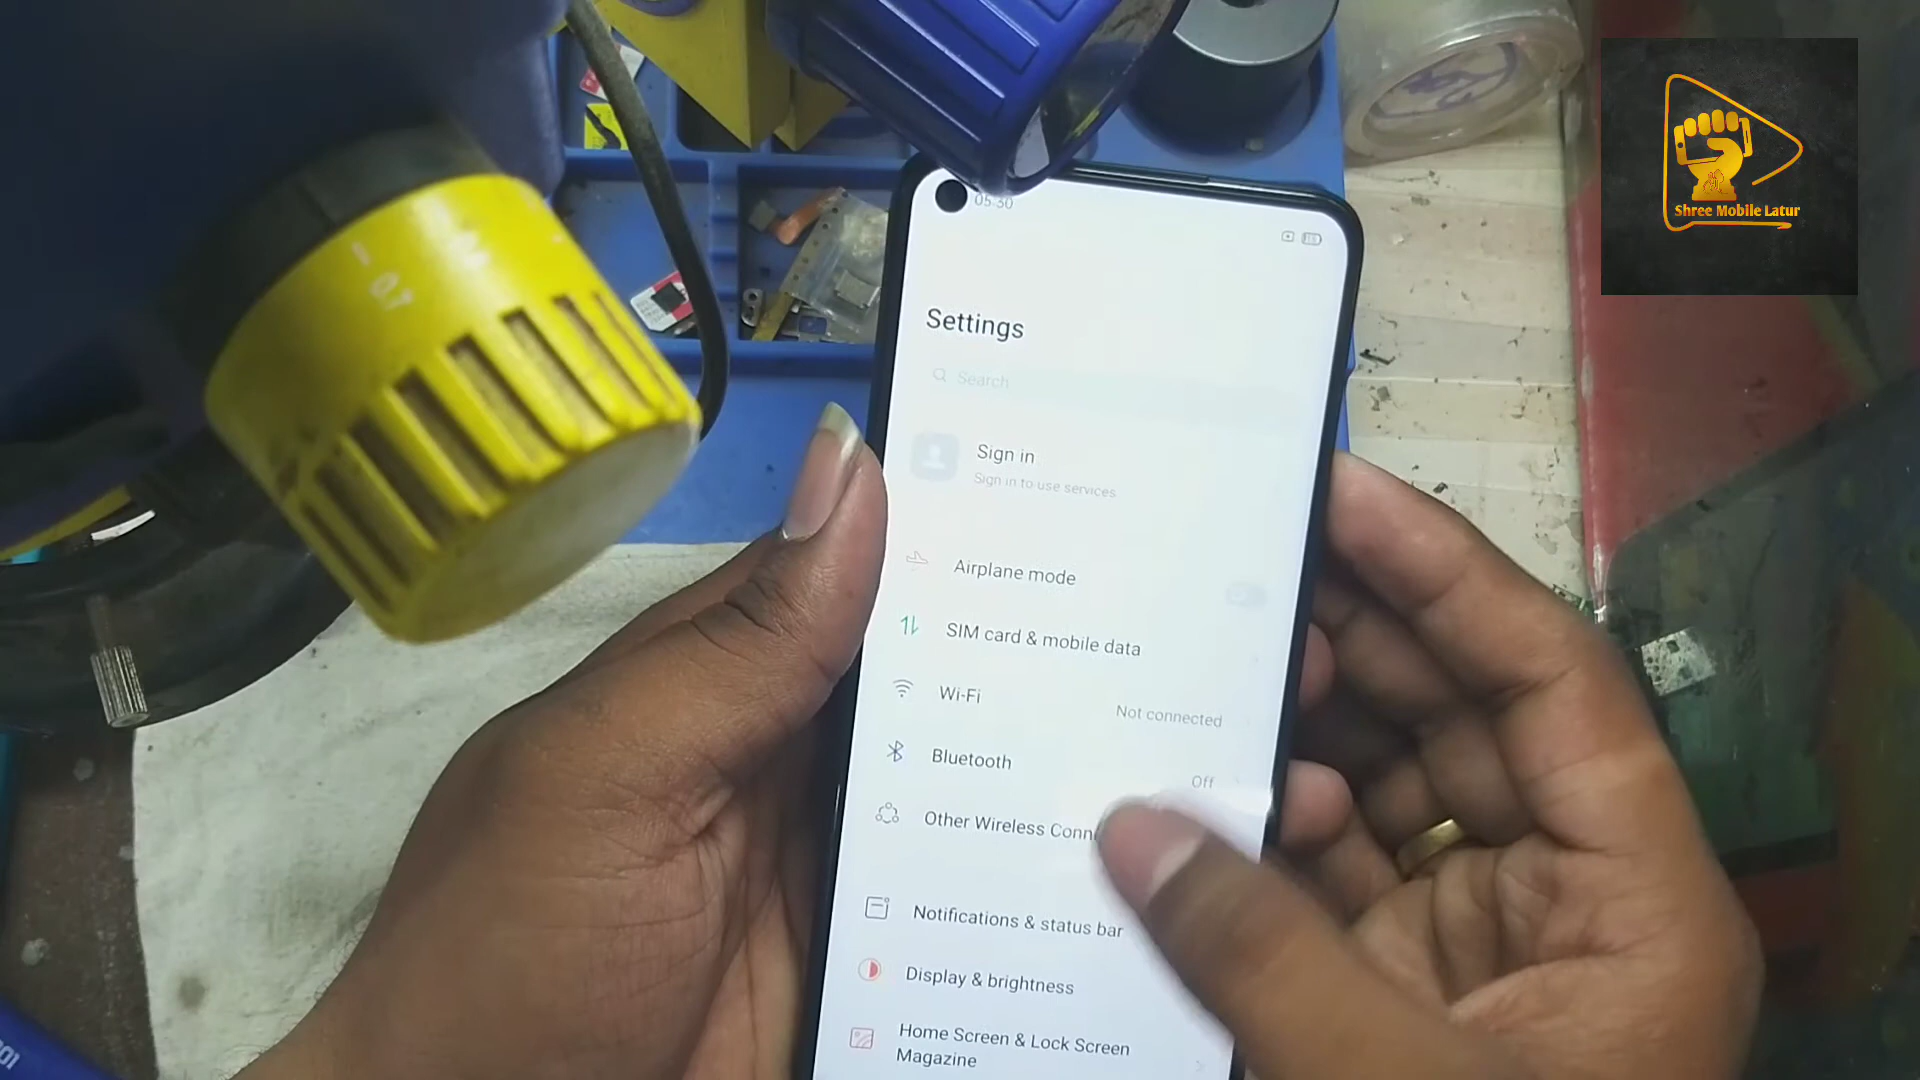 Shree Mobile Latur
05:30
Settings
Search
Sign in
Sign in to use services
Airplane mode
SIM card & mobile data
Wi-Fi
Not connected
Bluetooth
Off
Other Wireless Conn
Notifications & status bar
Display & brightness
Home Screen & Lock Screen
Magazine
0.7